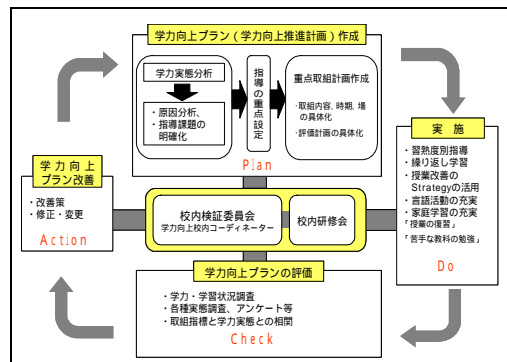 学力向上プラン(学力向上推進計画)作成
学力実態分析
・原因分析、
・指導課題の
明確化
指導の重点設定
重点取組計画作成
・取組内容、時期、場
の具体化
・評価計画の具体化
Plan
実 施
・習熟度別指導
・繰り返し学習
・授業改善の
Strategyの活用
・言語活動の充実
・家庭学習の充実
「授業の復習」
「苦手な教科の勉強」
Do
学 力 向 上
プラン改善
・改善策
・修正・変更
Action
校内検証委員会
学力向上校内コーディネーター
校内研修会
学力向上プランの評価
・学力・学習状況調査
・各種実態調査、アンケート等
・取組指標と学力実態との相関
Check